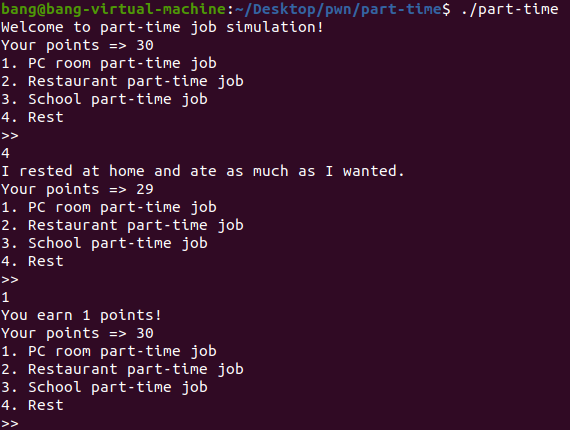 bang@bang-virtual-machine:~/Desktop/pwn/part-time$ ./part-time
Welcome to part-time job simulation!
Your points => 30
1. PC room part-time job
2. Restaurant part-time job
3. School part-time job
4. Rest
>>
4
I rested at home and ate as much as I wanted.
Your points => 29
1. PC room part-time job
2. Restaurant part-time job
3. School part-time job
4. Rest
>>
1
You earn 1 points!
Your points => 30
1. PC room part-time job
2. Restaurant part-time job
3. School part-time job
4. Rest
>>